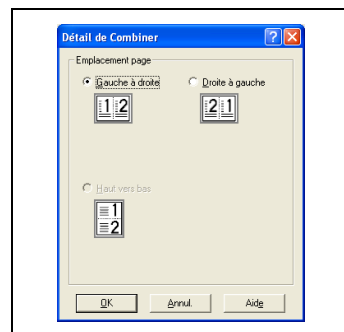 Détail de Combiner
Emplacement page
Gauche à droite
Droite à gauche
1 2
2 1
Haut vers bas
1
2
OK
Annul.
Aide